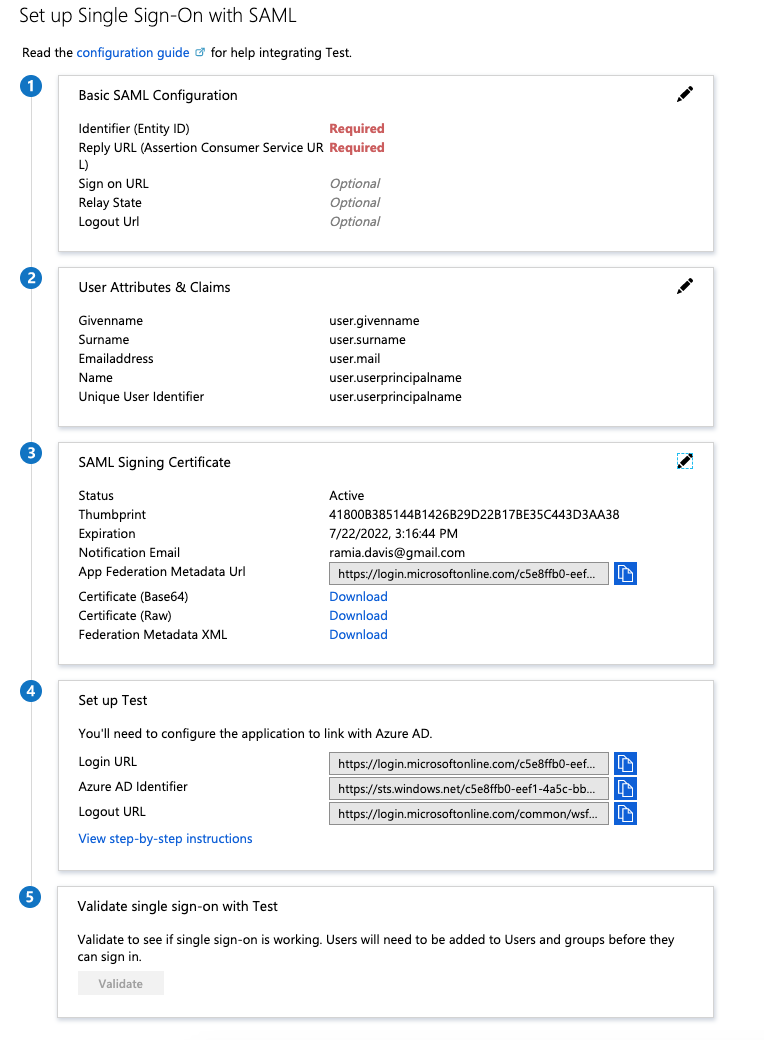 Set up Single Sign-On with SAML
Read the configuration guide for help integrating Test.
1
Basic SAML Configuration
Identifier (Entity ID) Required
Reply URL (Assertion Consumer Service UR Required
L)
Sign on URL Optional
Relay State Optional
Logout Url Optional
2
User Attributes & Claims
Givenname user.givenname
Surname user.surname
Emailaddress user.mail
Name user.userprincipalname
Unique User Identifier user.userprincipalname
3
SAML Signing Certificate
Status Active
Thumbprint 41800B385144B1426B29D22B17BE35C443D3AA38
Expiration 7/22/2022, 3:16:44 PM
Notification Email ramia.davis@gmail.com
App Federation Metadata Url https://login.microsoftonline.com/c5e8ffb0-eef...
Certificate (Base64) Download
Certificate (Raw) Download
Federation Metadata XML Download
4
Set up Test
You'll need to configure the application to link with Azure AD.
Login URL https://login.microsoftonline.com/c5e8ffb0-eef...
Azure AD Identifier https://sts.windows.net/c5e8ffb0-eef1-4a5c-bb...
Logout URL https://login.microsoftonline.com/common/wsf...
View step-by-step instructions
5
Validate single sign-on with Test
Validate to see if single sign-on is working. Users will need to be added to Users and groups before they
can sign in.
Validate